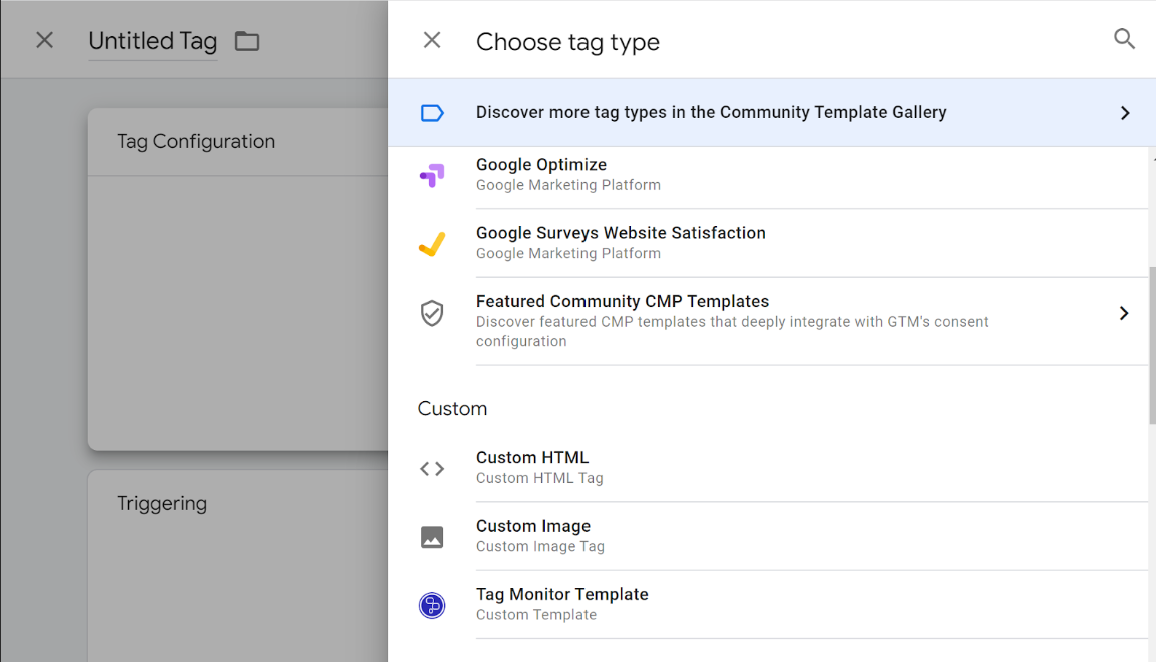 Untitled Tag
Choose tag type
Discover more tag types in the Community Template Gallery
Tag Configuration
Google Optimize
Google Marketing Platform
Google Surveys Website Satisfaction
Google Marketing Platform
Featured Community CMP Templates
Discover featured CMP templates that deeply integrate with GTM's consent
configuration
Custom
Custom HTML
Custom HTML Tag
Triggering
Custom Image
Custom Image Tag
Tag Monitor Template
Custom Template